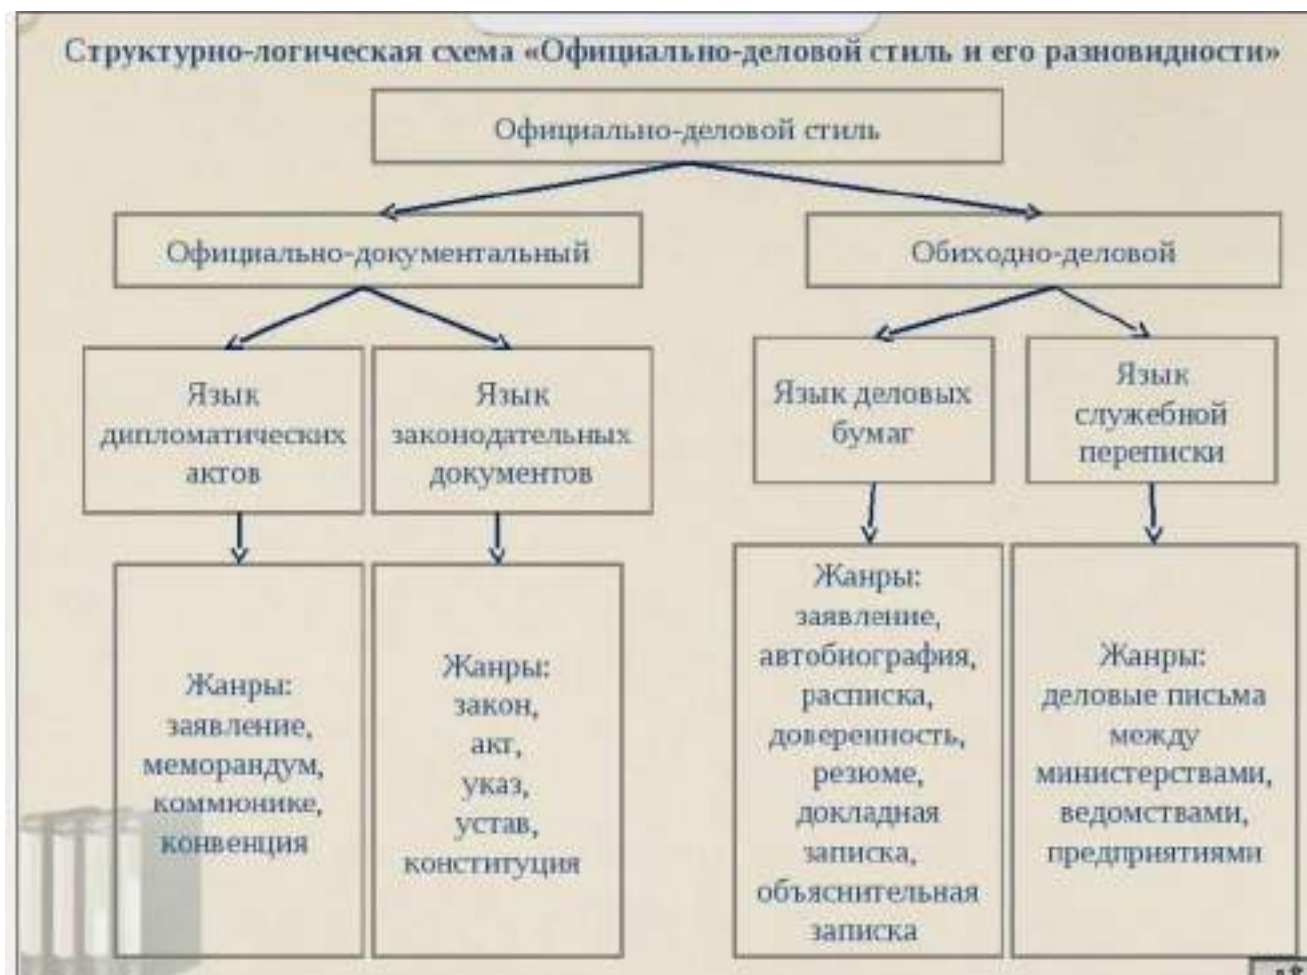 Структурно-логическая схема «Официально-деловой стиль и его разновидности»
Официально-деловой стиль
Официально-документальный
Обиходно-деловой
Язык
дипломатических
актов
Язык
законодательных
документов
Язык деловых
бумаг
Язык
служебной
переписки
Жанры:
заявление,
меморандум,
коммюнике,
конвенция
Жанры:
закон,
акт,
указ,
устав,
конституция
Жанры:
заявление,
автобиография,
расписка,
доверенность,
резюме,
докладная
записка,
объяснительная
записка
Жанры:
деловые письма
между
министерствами,
ведомствами,
предприятиями